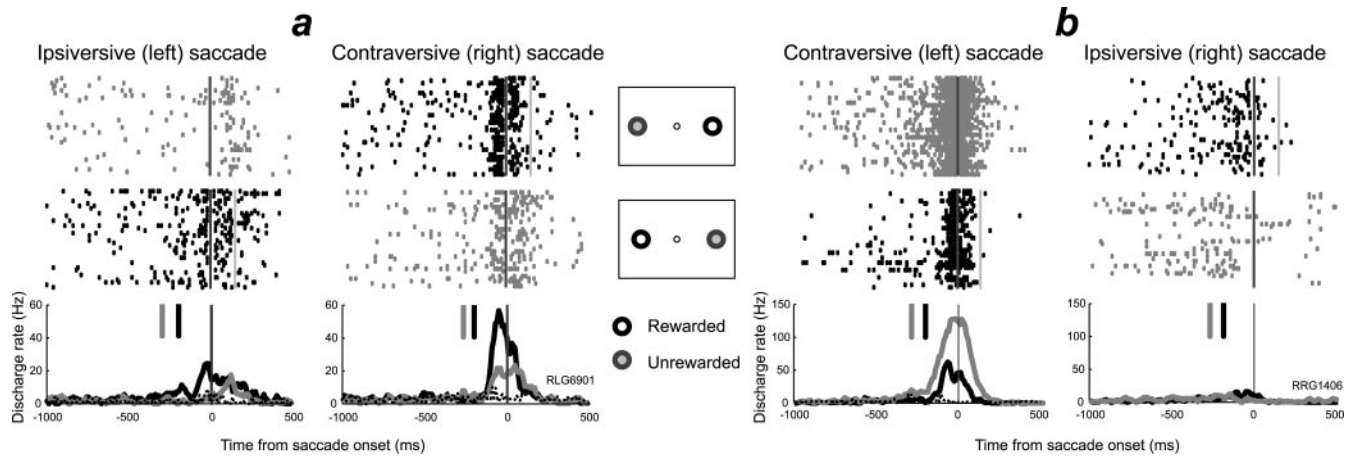 a
b
Ipsiversive (left) saccade
Contraversive (right) saccade
Contraversive (left) saccade
Ipsiversive (right) saccade
Discharge rate (Hz)
60
40
20
0
-1000
-500
0
500
60
40
20
0
-1000
-500
0
500
RLG6901
Time from saccade onset (ms)
Rewarded
Unrewarded
Discharge rate (Hz)
150
100
50
0
-1000
-500
0
500
150
100
50
0
-1000
-500
0
500
RRG1406
Time from saccade onset (ms)